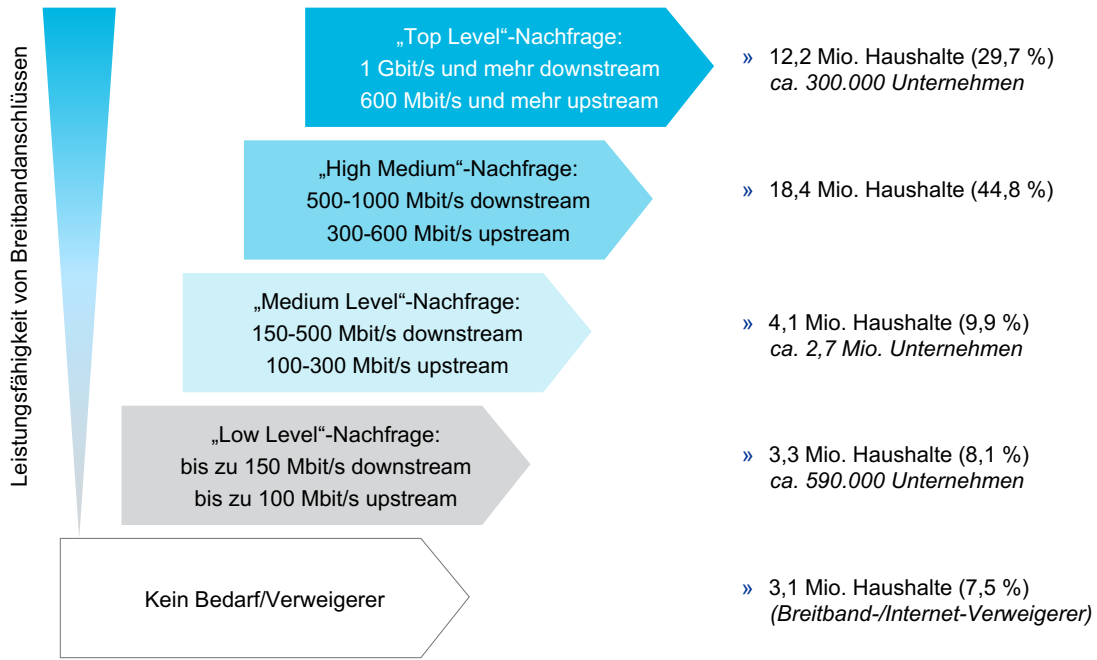 Leistungsfähigkeit von Breitbandanschlüssen
„Top Level“-Nachfrage:
1 Gbit/s und mehr downstream
600 Mbit/s und mehr upstream
» 12,2 Mio. Haushalte (29,7 %)
ca. 300.000 Unternehmen
„High Medium“-Nachfrage:
500-1000 Mbit/s downstream
300-600 Mbit/s upstream
» 18,4 Mio. Haushalte (44,8 %)
„Medium Level“-Nachfrage:
150-500 Mbit/s downstream
100-300 Mbit/s upstream
» 4,1 Mio. Haushalte (9,9 %)
ca. 2,7 Mio. Unternehmen
„Low Level“-Nachfrage:
bis zu 150 Mbit/s downstream
bis zu 100 Mbit/s upstream
» 3,3 Mio. Haushalte (8,1 %)
ca. 590.000 Unternehmen
Kein Bedarf/Verweigerer
» 3,1 Mio. Haushalte (7,5 %)
(Breitband-/Internet-Verweigerer)